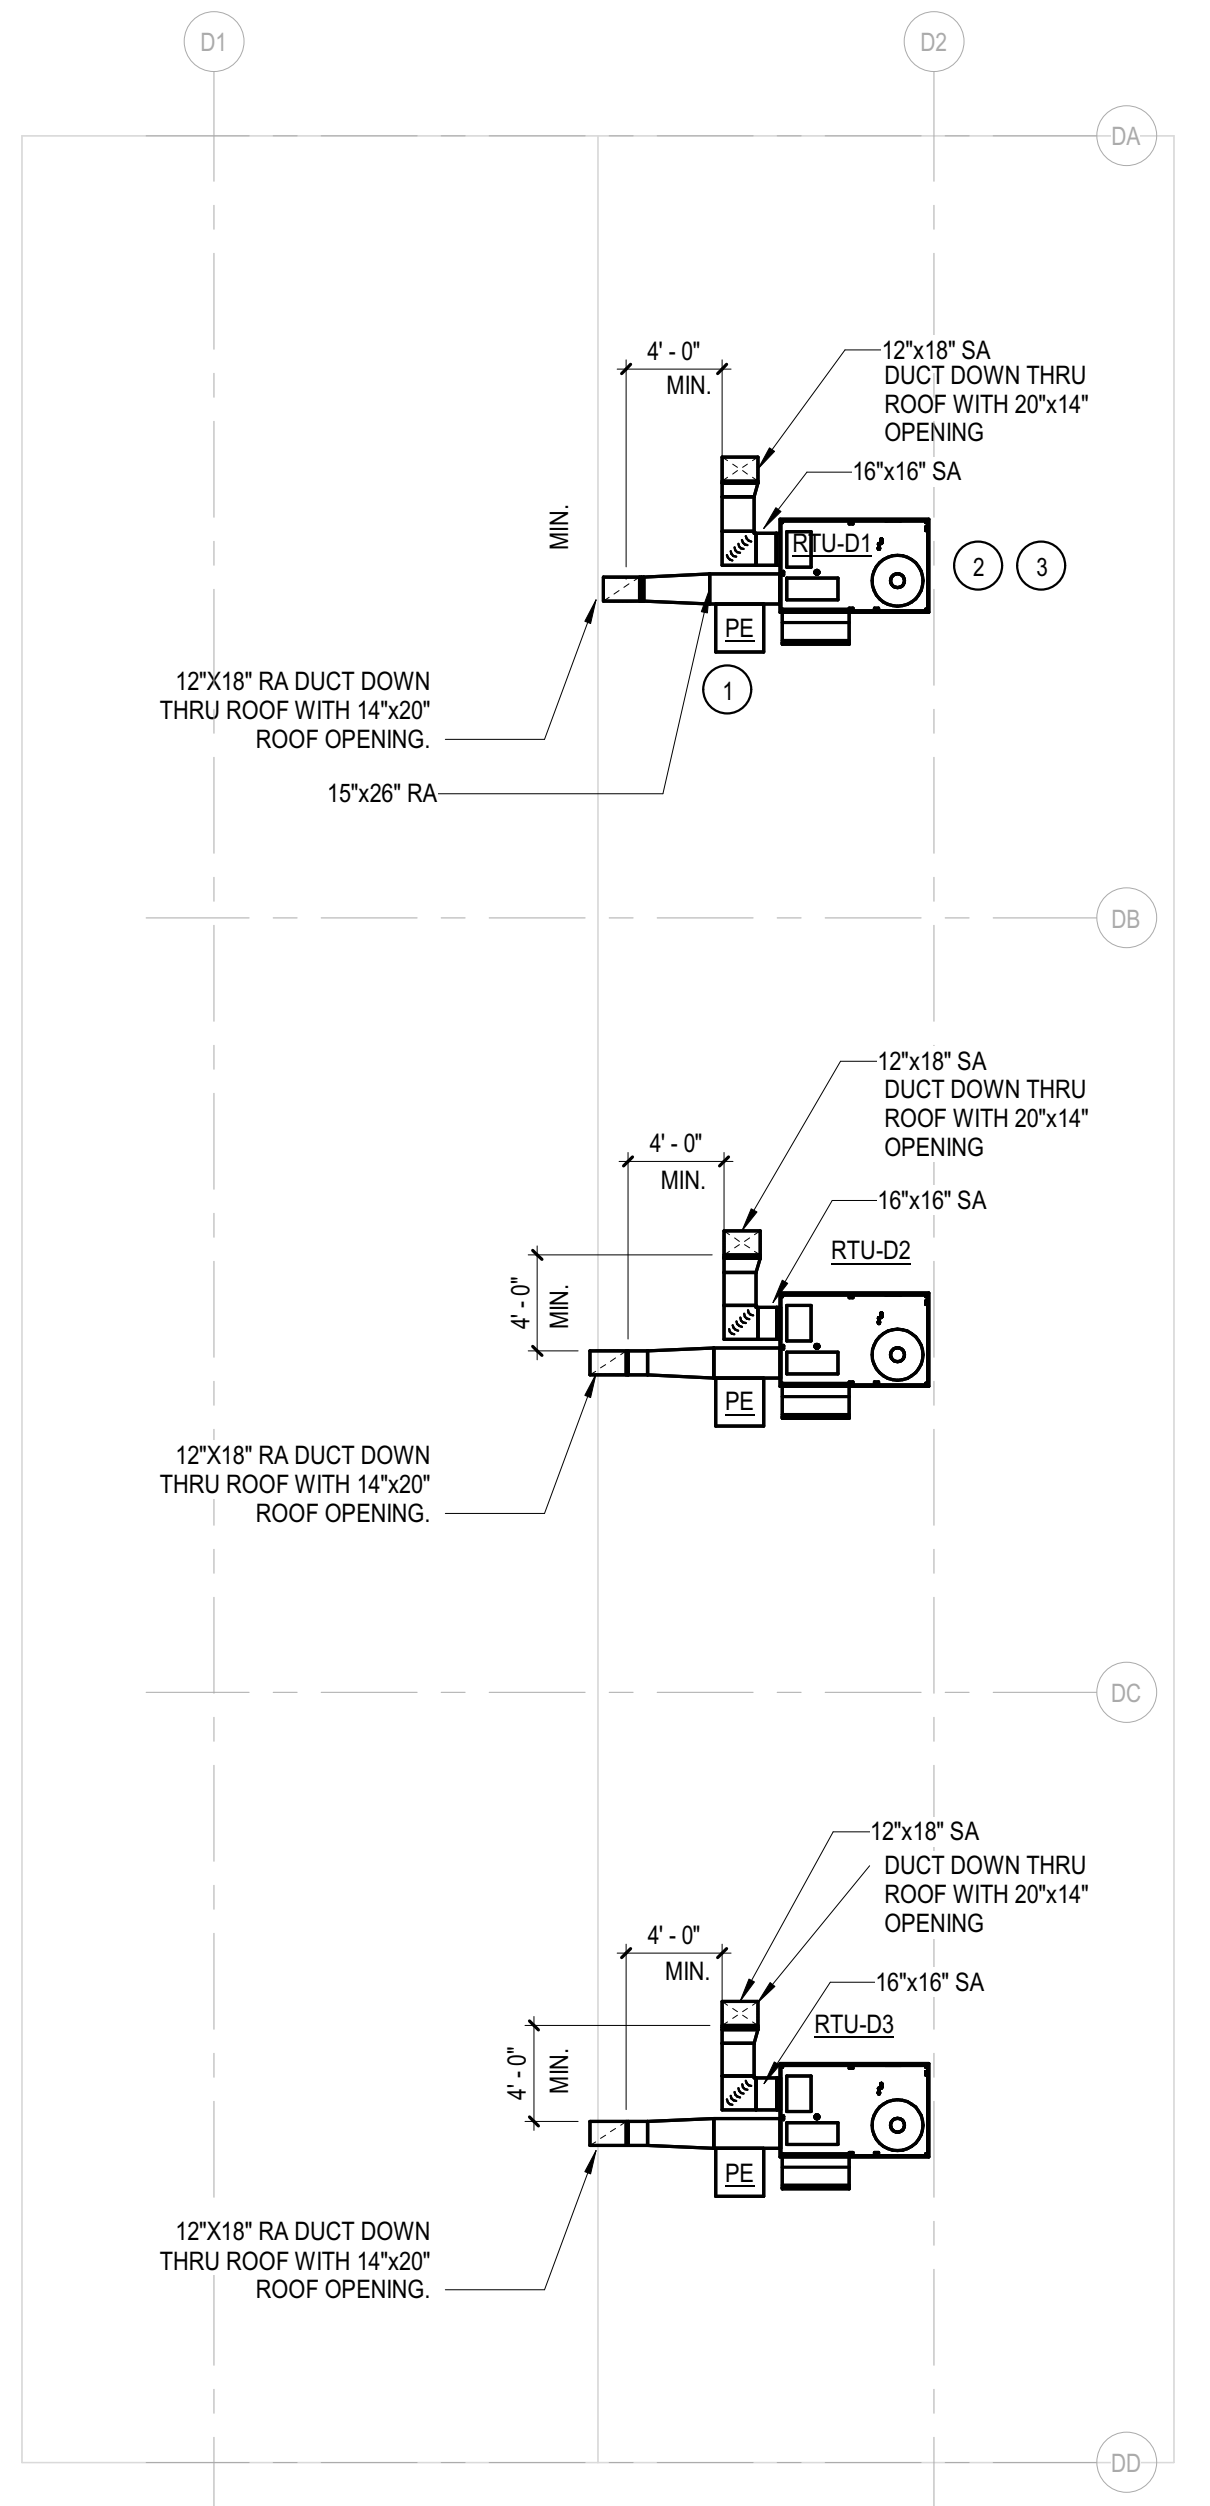 D1
D2
DA
4' - 0"
MIN.
12"x18" SA
DUCT DOWN THRU
ROOF WITH 20"x14"
OPENING
16"x16" SA
MIN.
RTU-D1
2
3
PE
1
12"X18" RA DUCT DOWN
THRU ROOF WITH 14"x20"
ROOF OPENING.
15"x26" RA
DB
12"x18" SA
DUCT DOWN THRU
ROOF WITH 20"x14"
OPENING
4' - 0"
MIN.
16"x16" SA
RTU-D2
4' - 0"
MIN.
PE
12"X18" RA DUCT DOWN
THRU ROOF WITH 14"x20"
ROOF OPENING.
DC
12"x18" SA
DUCT DOWN THRU
ROOF WITH 20"x14"
OPENING
4' - 0"
MIN.
16"x16" SA
RTU-D3
4' - 0"
MIN.
PE
12"X18" RA DUCT DOWN
THRU ROOF WITH 14"x20"
ROOF OPENING.
DD